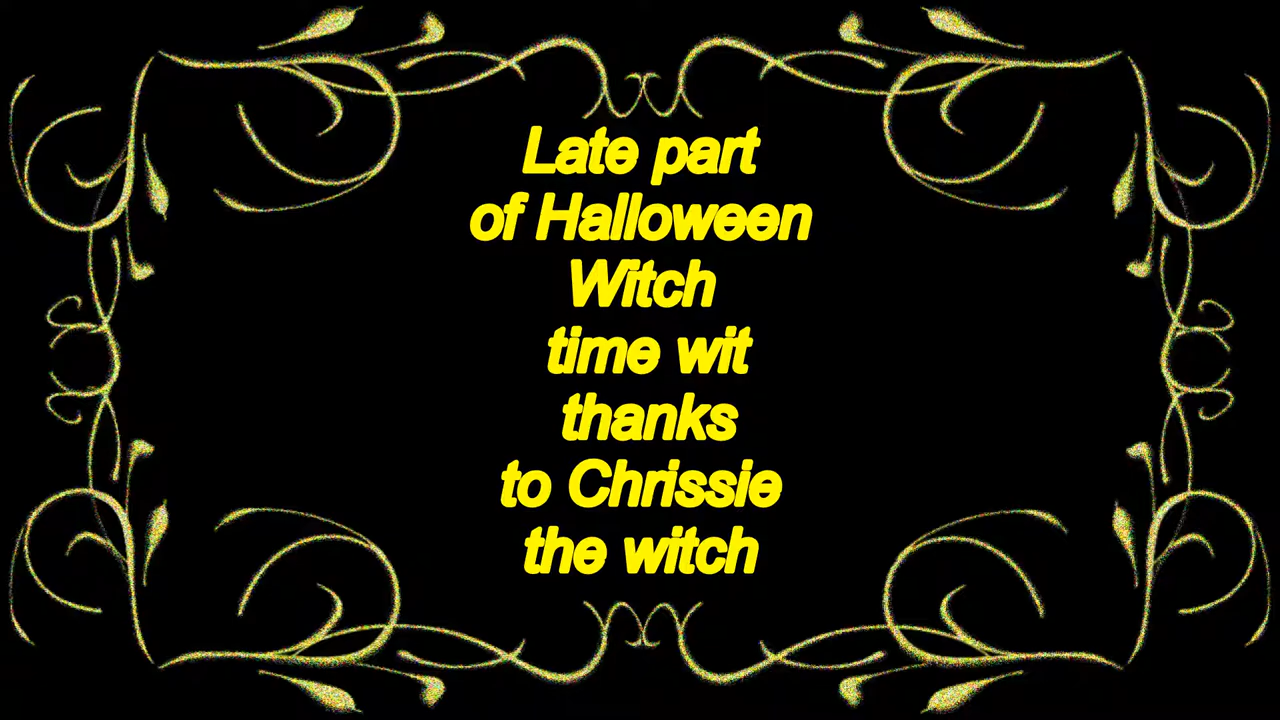 Late part
of Halloween
Witch
time wit
thanks
to Chrissie
the witch